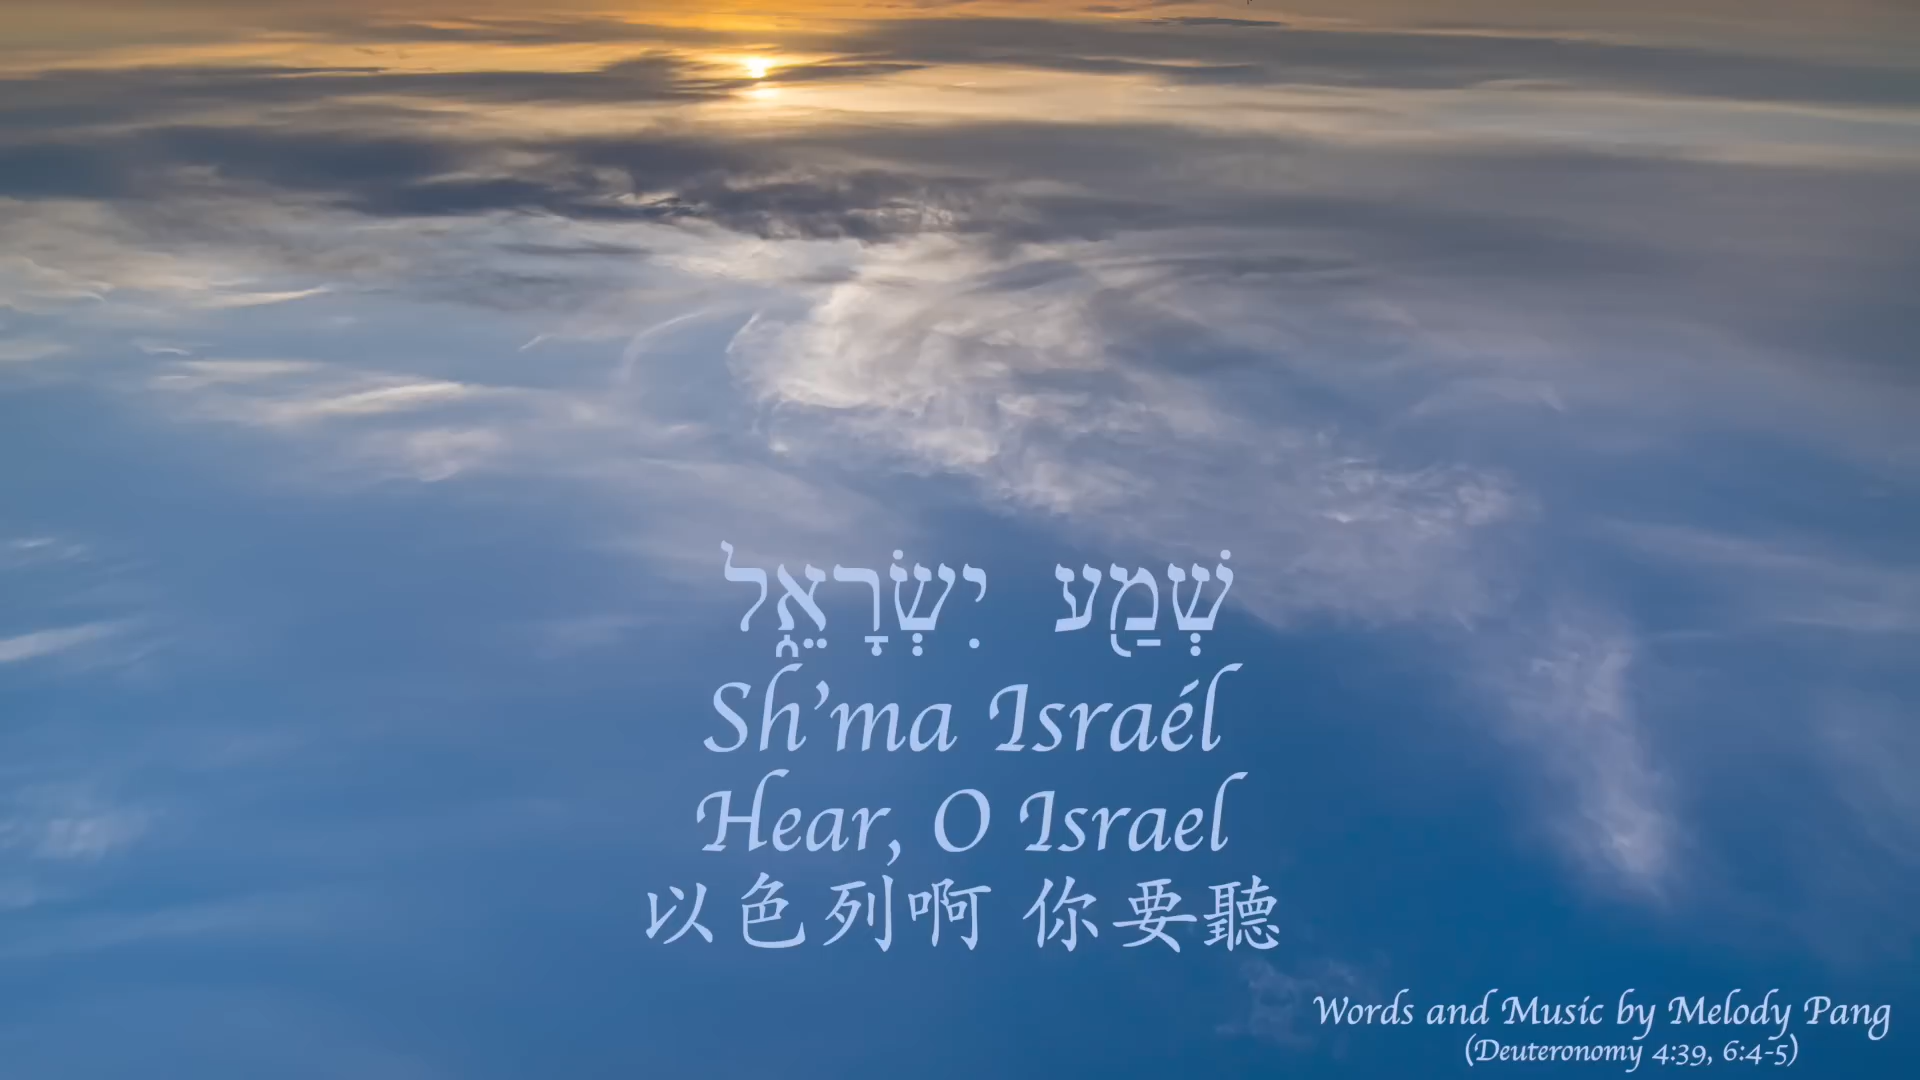 שְׁמַ֖ע יִשְׂרָאֵ֑ל
Sh’ma Israél
Hear, O Israel
以色列啊 你要聽
Words and Music by Melody Pang
(Deuteronomy 4:39, 6:4-5)